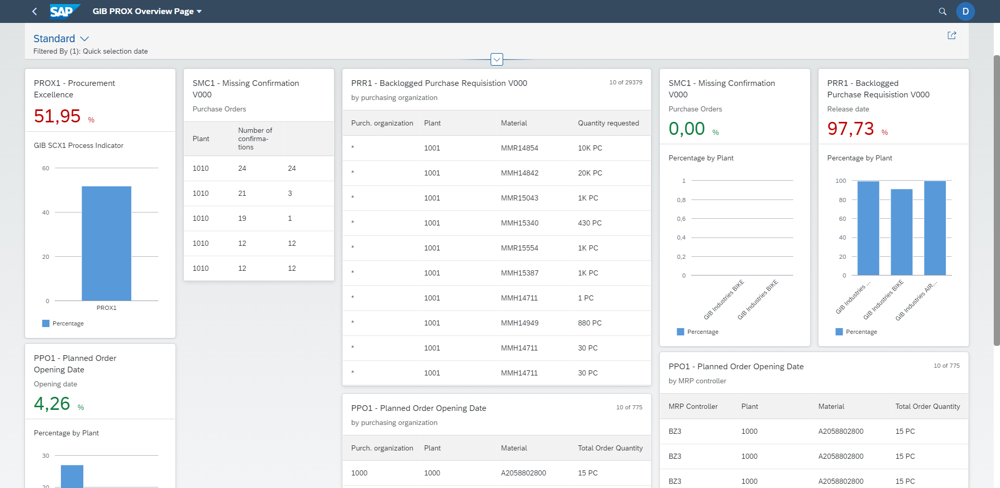 SAP
GIB PROX Overview Page
D
Standard
Filtered By (1): Quick selection date
PROX1 - Procurement
Excellence
51,95 %
GIB SCX1 Process Indicator
60
40
20
0
PROX1
Percentage
PPO1 - Planned Order
Opening Date
Opening date
4,26 %
Percentage by Plant
30
20
SMC1 - Missing Confirmation
V000
Purchase Orders
Plant
Number of
confirma-
tions
1010 24 24
1010 21 3
1010 19 1
1010 12 12
1010 12 12
PRR1 - Backlogged Purchase Requisistion V000
10 of 29379
by purchasing organization
Purch. organization Plant Material Quantity requested
* 1001 MMR14854 10K PC
* 1001 MMH14842 20K PC
* 1001 MMR15043 1K PC
* 1001 MMH15340 430 PC
* 1001 MMR15554 1K PC
* 1001 MMH15387 1K PC
* 1001 MMH14711 1 PC
* 1001 MMH14949 880 PC
* 1001 MMH14711 30 PC
* 1001 MMH14711 30 PC
PPO1 - Planned Order Opening Date
10 of 775
by purchasing organization
Purch. organization Plant Material Total Order Quantity
1000 1000 A2058802800 15 PC
SMC1 - Missing Confirmation
V000
Purchase Orders
0,00 %
Percentage by Plant
1
0,8
0,6
0,4
0,2
0
GIB Industries BIKE
GIB Industries BIKE
Percentage
PRR1 - Backlogged
Purchase Requisistion V000
Release date
97,73 %
Percentage by Plant
100
80
60
40
20
0
GIB Industries ...
GIB Industries BIKE
GIB Industries AIR...
Percentage
PPO1 - Planned Order Opening Date
10 of 775
by MRP controller
MRP Controller Plant Material Total Order Quantity
BZ3 1000 A2058802800 15 PC
BZ3 1000 A2058802800 15 PC
BZ3 1000 A2058802800 15 PC